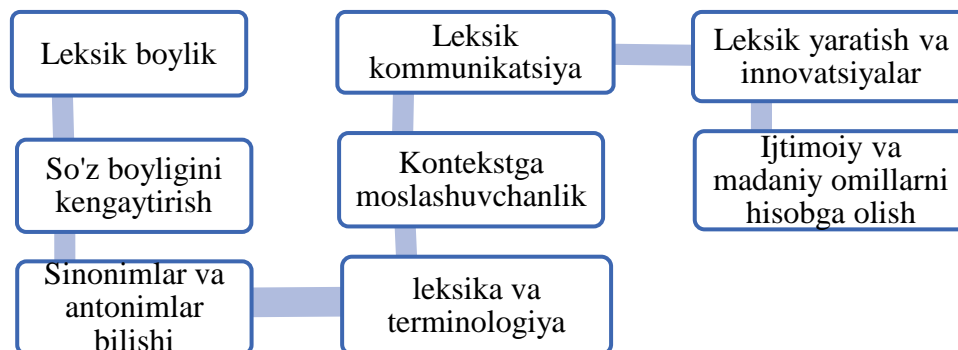 Leksik boylik
So'z boyligini
kengaytirish
Sinonimlar va
antonimlar
bilishi
leksika va
terminologiya
Kontekstga
moslashuvchanlik
Leksik
kommunikatsiya
Leksik yaratish va
innovatsiyalar
Ijtimoiy va
madaniy omillarni
hisobga olish